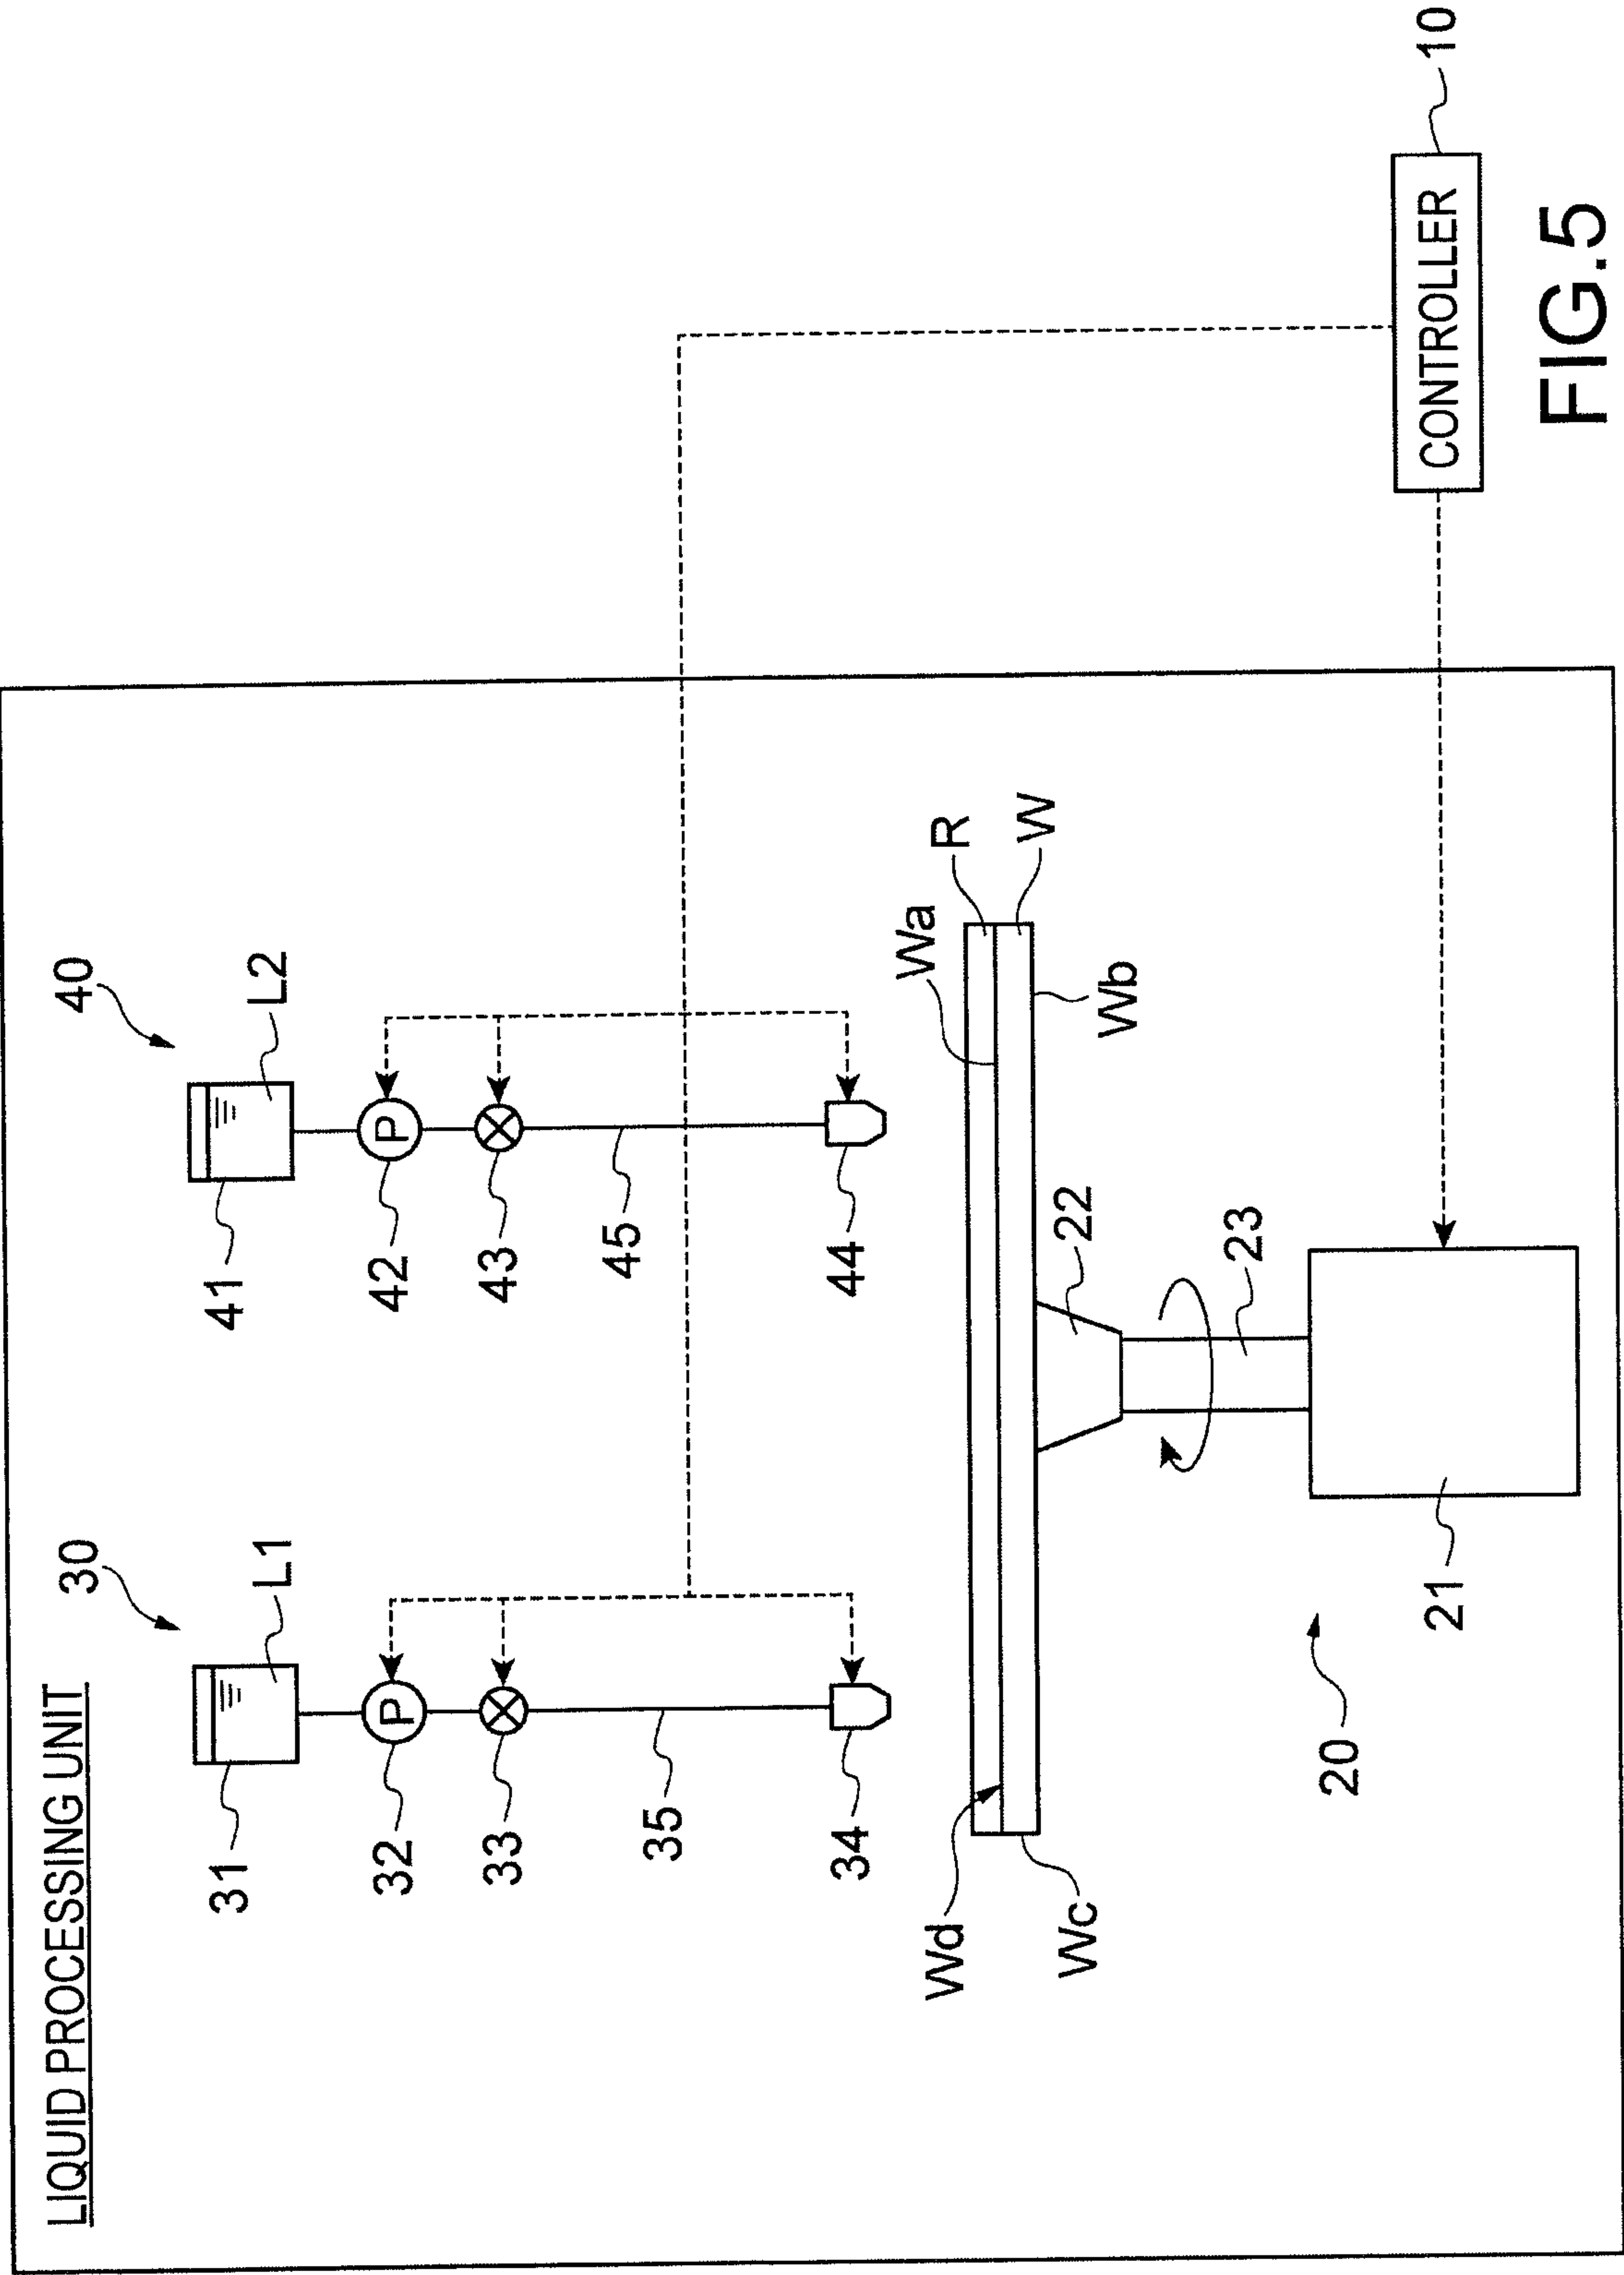 LIQUID PROCESSING UNIT
30
40
31
L1
41
L2
32
P
42
P
33
43
35
45
34
44
Wd
Wa
R
W
Wc
Wb
22
23
20
21
CONTROLLER
10
FIG.5